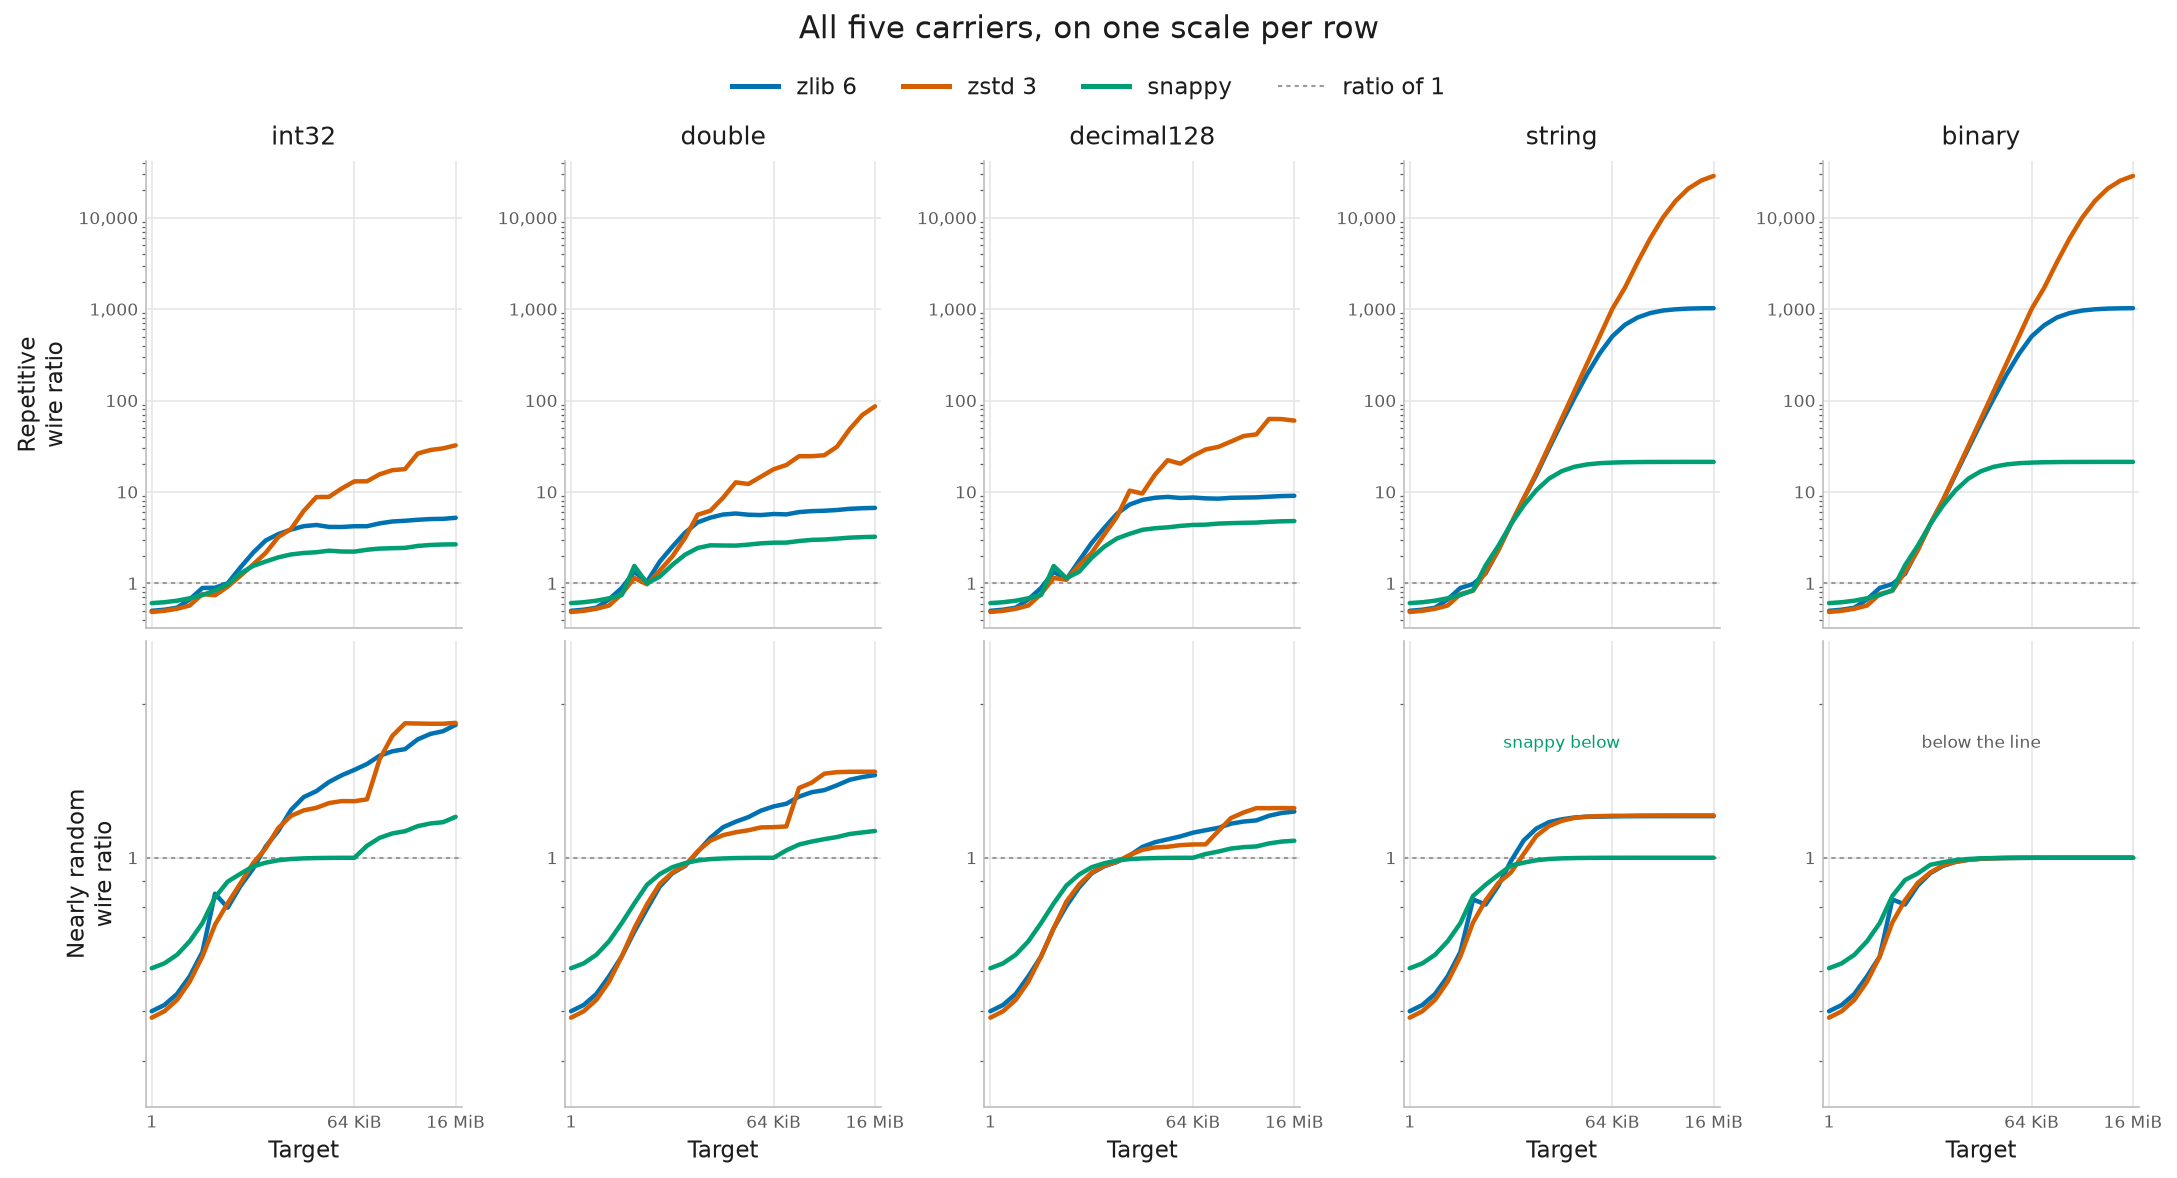 All five carriers, on one scale per row
zlib 6
zstd 3
snappy
ratio of 1
int32
double
decimal128
string
binary
Repetitive
wire ratio
10,000
1,000
100
10
1
10,000
1,000
100
10
1
10,000
1,000
100
10
1
10,000
1,000
100
10
1
10,000
1,000
100
10
1
Nearly random
wire ratio
1
1
1
1
1
snappy below
below the line
1
64 KiB
16 MiB
1
64 KiB
16 MiB
1
64 KiB
16 MiB
1
64 KiB
16 MiB
1
64 KiB
16 MiB
Target
Target
Target
Target
Target